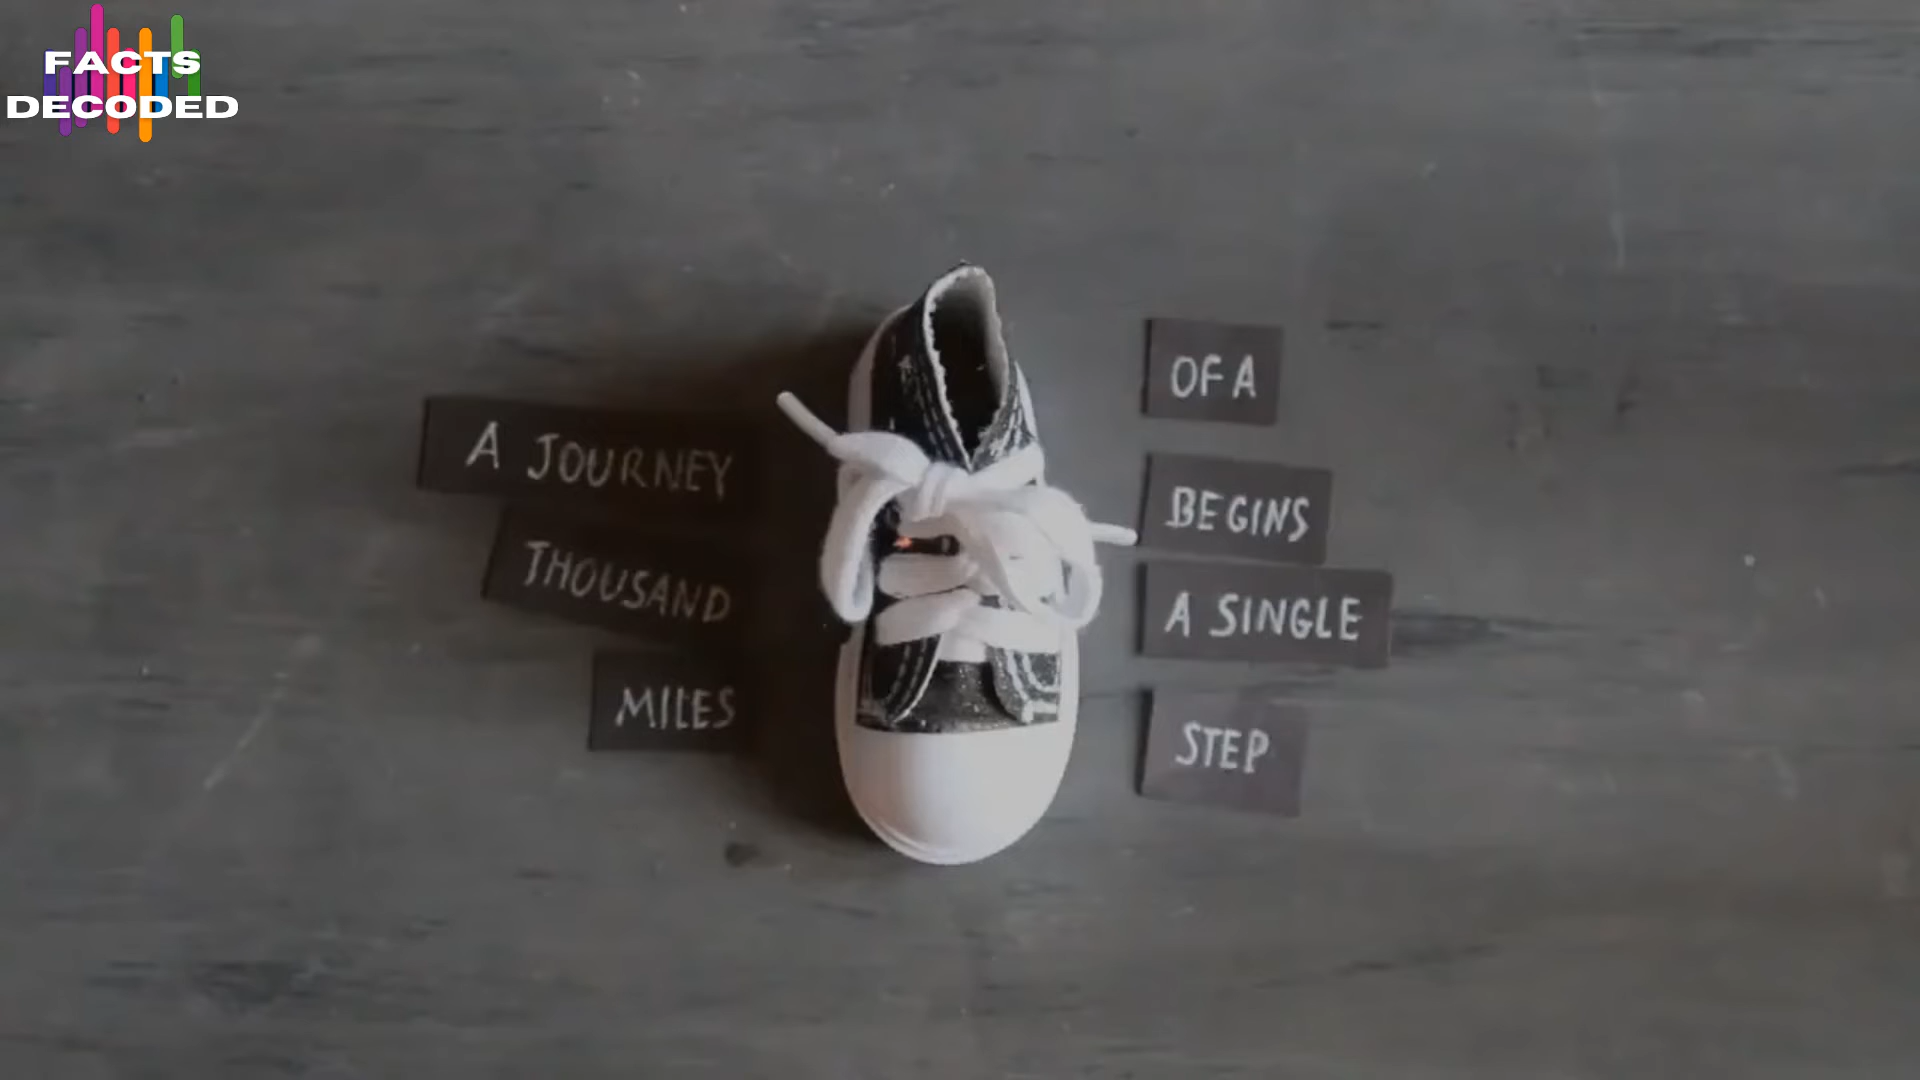 FACTS
DECODED
A JOURNEY
OF A
THOUSAND
MILES
BEGINS
A SINGLE
STEP